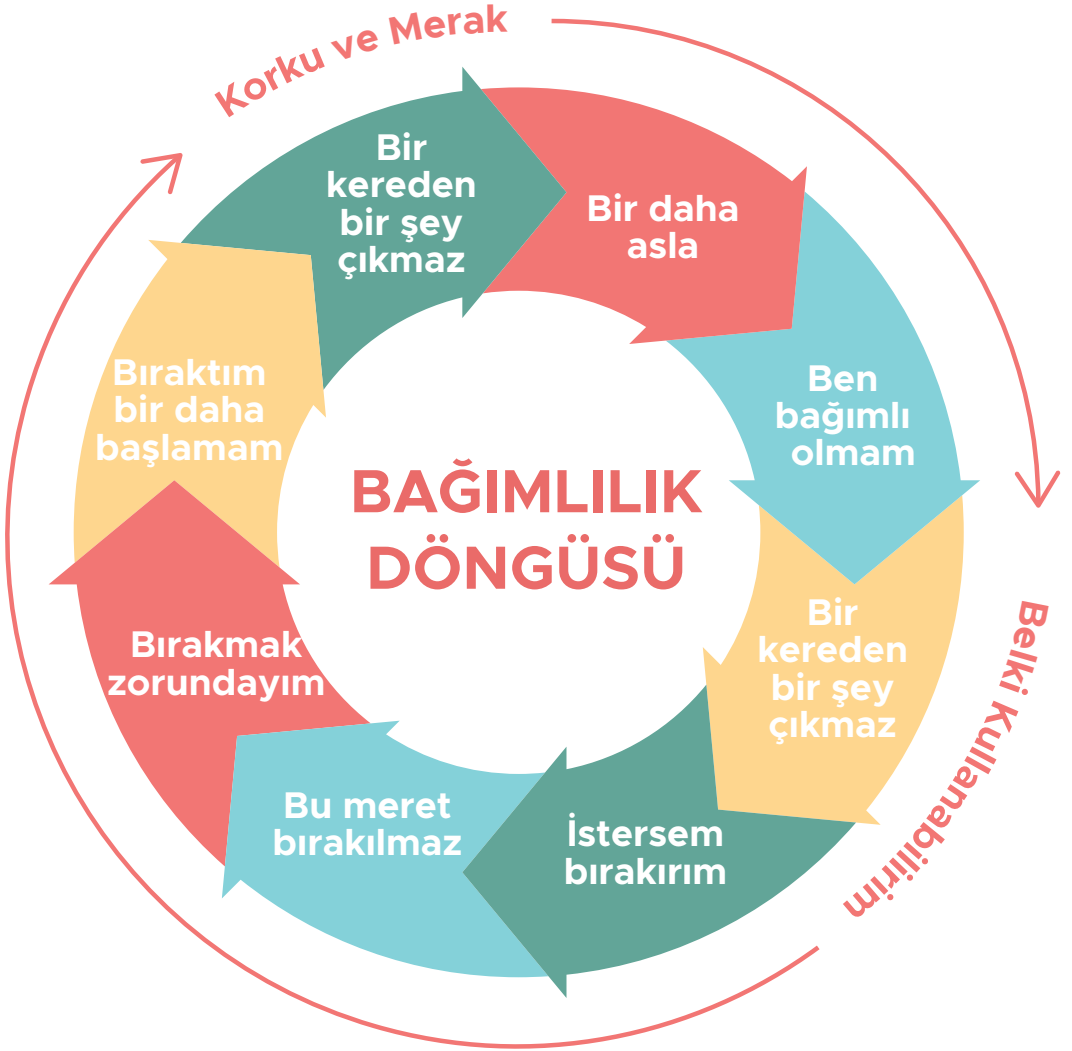 Korku ve Merak
Bir
kereden
bir şey
çıkmaz
Bir daha
asla
Ben
bağımlı
olmam
Bir
kereden
bir şey
çıkmaz
İstersem
bırakırım
Bu meret
bırakılmaz
Bırakmak
zorundayım
Bıraktım
bir daha
başlamam
BAĞIMLILIK
DÖNGÜSÜ
Belki Kullanabilirim